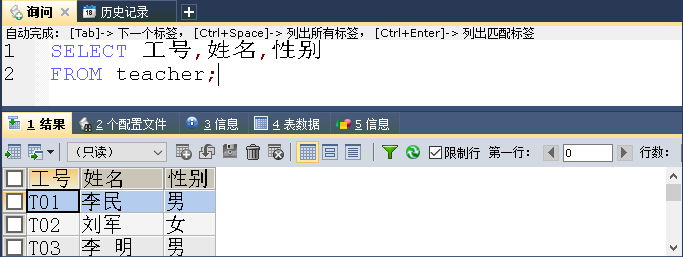 询问 × 历史记录
自动完成: [Tab]-> 下一个标签， [Ctrl+Space]-> 列出所有标签， [Ctrl+Enter]-> 列出匹配标签
1 SELECT 工号,姓名,性别
2 FROM teacher;
1 结果 2 个配置文件 3 信息 4 表数据 5 信息
（只读） 限制行 第一行: 0 行数:
工号 姓名 性别
T01 李民 男
T02 刘军 女
T03 李 明 男